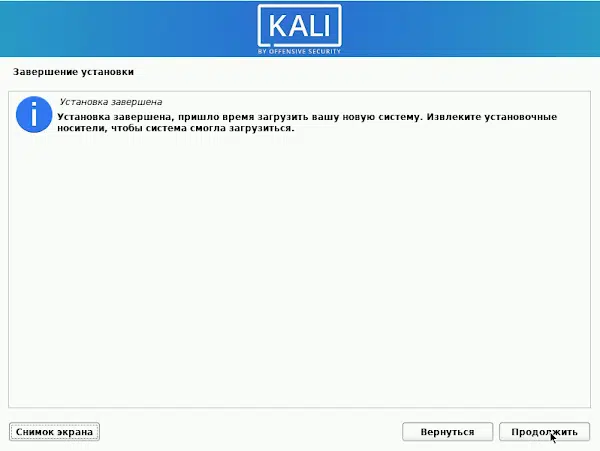 KALI
BY OFFENSIVE SECURITY
Завершение установки
Установка завершена
Установка завершена, пришло время загрузить вашу новую систему. Извлеките установочные
носители, чтобы система смогла загрузиться.
Снимок экрана
Вернуться
Продолжить